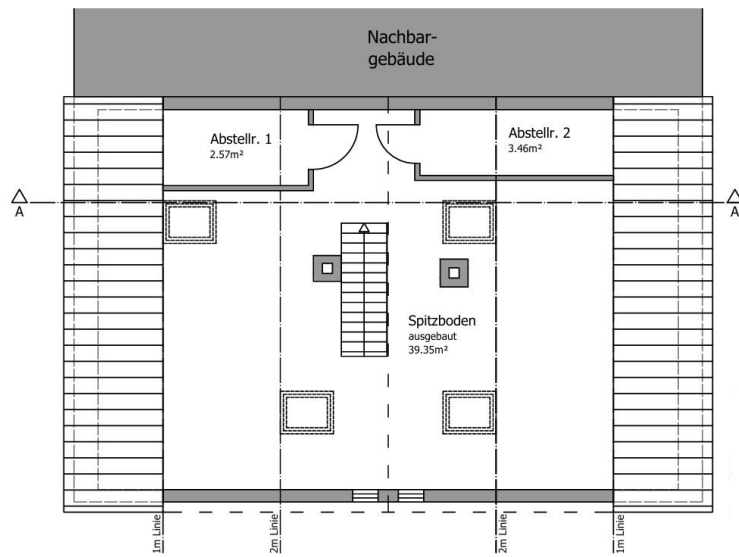 Nachbar-
gebäude
Abstellr. 1
2.57m²
Abstellr. 2
3.46m²
A
A
Spitzboden
ausgebaut
39.35m²
1m Linie
2m Linie
2m Linie
1m Linie